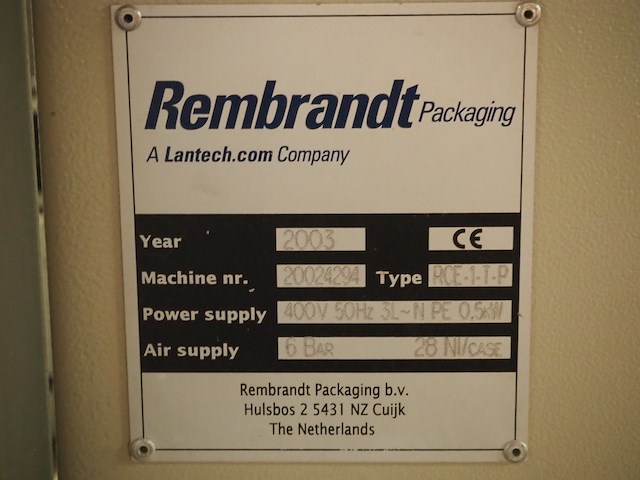 Rembrandt Packaging
A Lantech.com Company
Year 2003 CE
Machine nr. 20024294 Type RCE-1-T-P
Power supply 400V 50Hz 3L~N PE 0,5kW
Air supply 6 Bar 28 Nl/case
Rembrandt Packaging b.v.
Hulsbos 2 5431 NZ Cuijk
The Netherlands